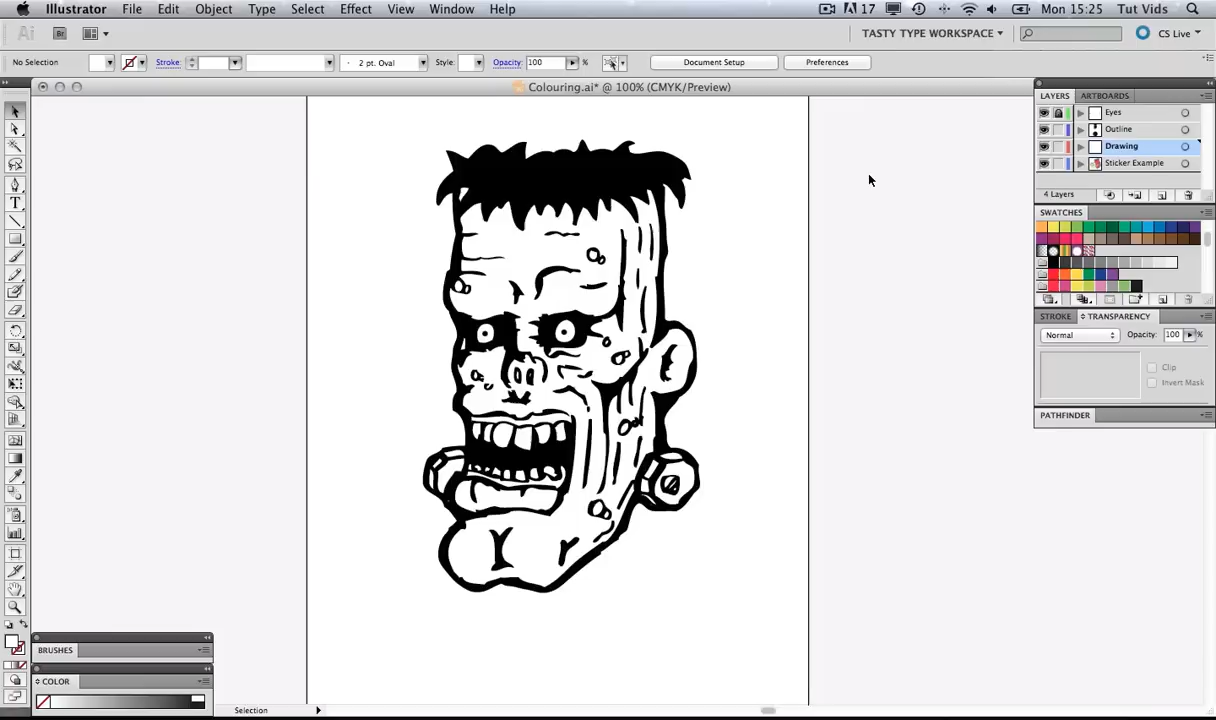 Illustrator File Edit Object Type Select Effect View Window Help 17 Mon 15:25 Tut Vids
Ai Br TASTY TYPE WORKSPACE CS Live
No Selection Stroke: 2 pt. Oval Style: Opacity: 100 % Document Setup Preferences
Colouring.ai* @ 100% (CMYK/Preview)
LAYERS ARTBOARDS
Eyes
Outline
Drawing
Sticker Example
4 Layers
SWATCHES
STROKE TRANSPARENCY
Normal Opacity: 100 %
Clip
Invert Mask
PATHFINDER
BRUSHES
COLOR
Selection